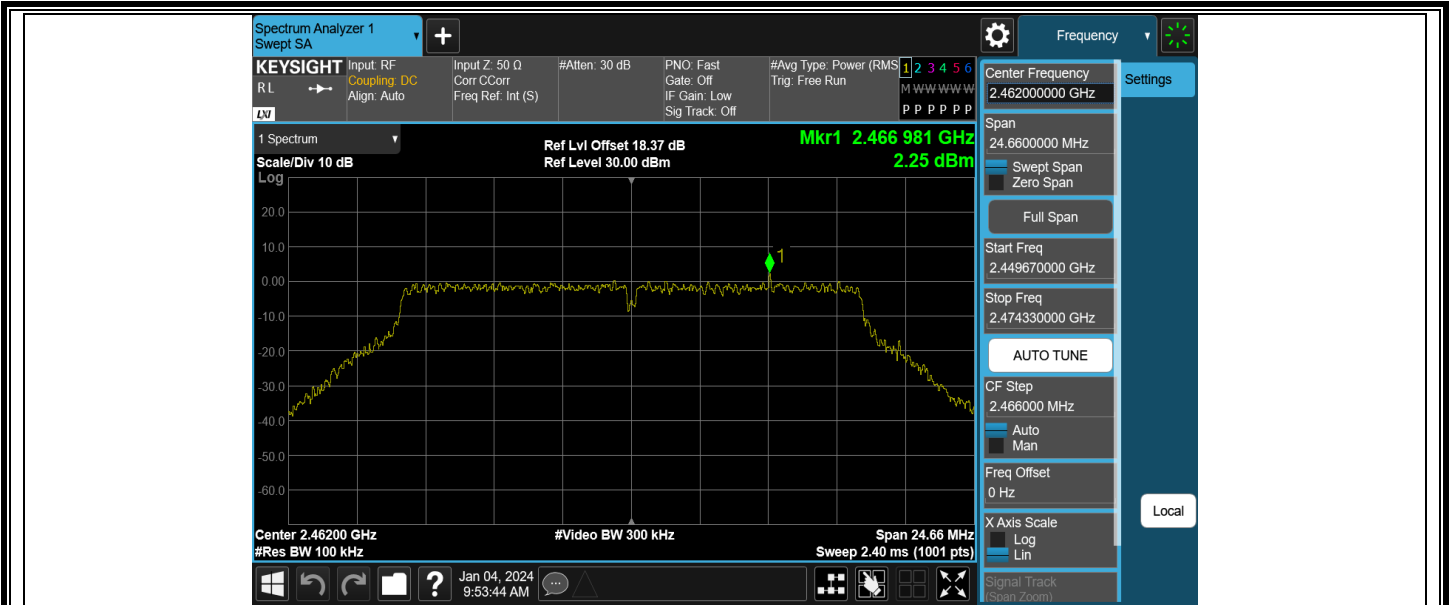 Spectrum Analyzer 1
Swept SA
Frequency
KEYSIGHT
RL
LXI
Input: RF
Coupling: DC
Align: Auto
Input Z: 50 Ω
Corr CCorr
Freq Ref: Int (S)
#Atten: 30 dB
PNO: Fast
Gate: Off
IF Gain: Low
Sig Track: Off
#Avg Type: Power (RMS
Trig: Free Run
1 2 3 4 5 6
M W W W W W
P P P P P P
1 Spectrum
Scale/Div 10 dB
Log
Ref Lvl Offset 18.37 dB
Ref Level 30.00 dBm
Mkr1 2.466 981 GHz
2.25 dBm
20.0
10.0
0.00
-10.0
-20.0
-30.0
-40.0
-50.0
-60.0
1
Center 2.46200 GHz
#Res BW 100 kHz
#Video BW 300 kHz
Span 24.66 MHz
Sweep 2.40 ms (1001 pts)
Jan 04, 2024
9:53:44 AM
Center Frequency
2.462000000 GHz
Span
24.6600000 MHz
Swept Span
Zero Span
Full Span
Start Freq
2.449670000 GHz
Stop Freq
2.474330000 GHz
AUTO TUNE
CF Step
2.466000 MHz
Auto
Man
Freq Offset
0 Hz
X Axis Scale
Log
Lin
Signal Track
(Span Zoom)
Settings
Local